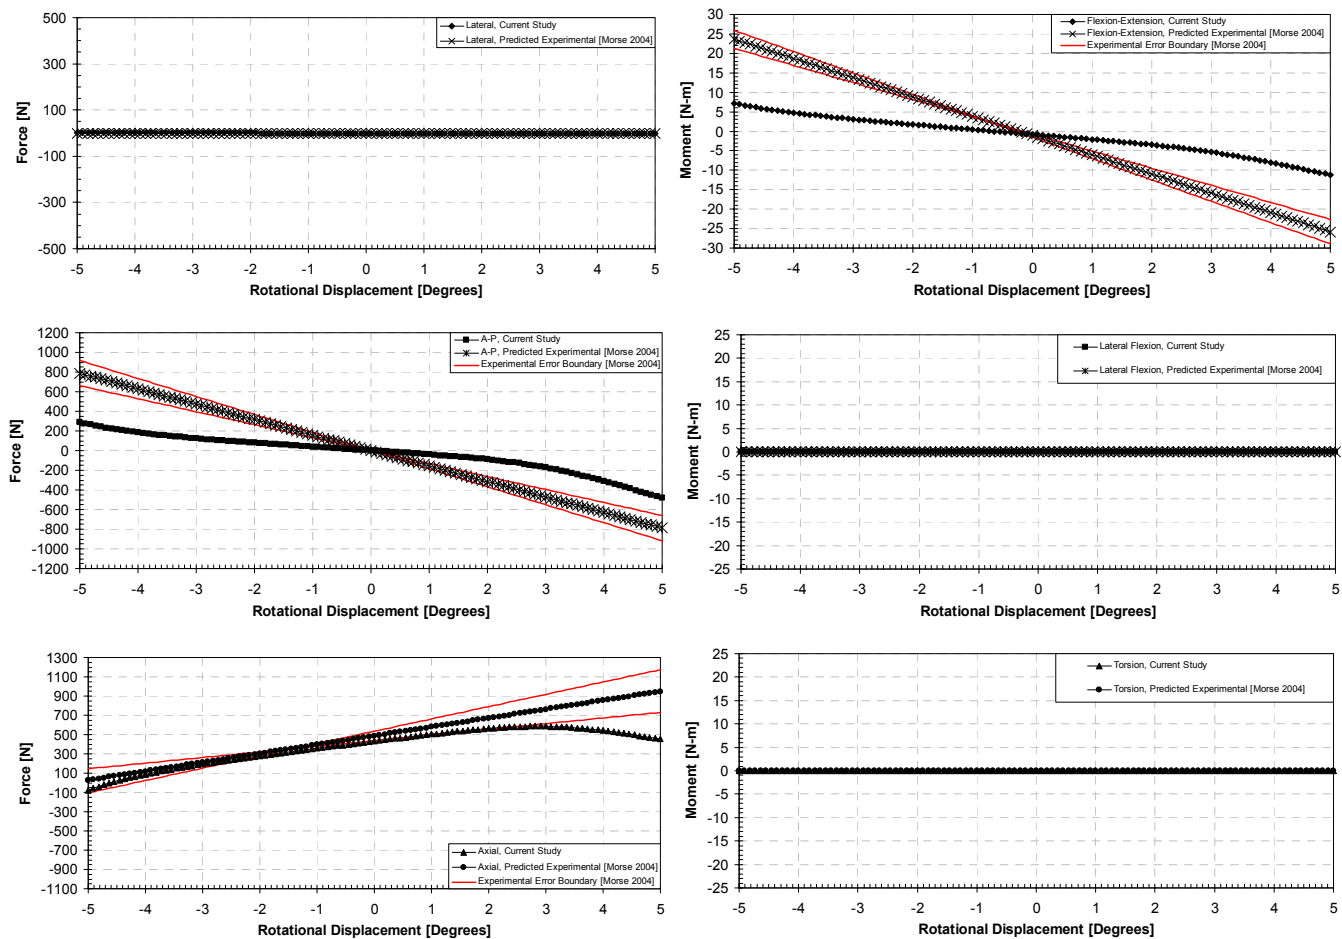 500
300
100
-100
-300
-500
Force [N]
Lateral, Current Study
Lateral, Predicted Experimental [Morse 2004]
-5 -4 -3 -2 -1 0 1 2 3 4 5
Rotational Displacement [Degrees]
30
25
20
15
10
5
0
-5
-10
-15
-20
-25
-30
Moment [N-m]
Flexion-Extension, Current Study
Flexion-Extension, Predicted Experimental [Morse 2004]
Experimental Error Boundary [Morse 2004]
-5 -4 -3 -2 -1 0 1 2 3 4 5
Rotational Displacement [Degrees]
1200
1000
800
600
400
200
0
-200
-400
-600
-800
-1000
-1200
Force [N]
A-P, Current Study
A-P, Predicted Experimental [Morse 2004]
Experimental Error Boundary [Morse 2004]
-5 -4 -3 -2 -1 0 1 2 3 4 5
Rotational Displacement [Degrees]
25
20
15
10
5
0
-5
-10
-15
-20
-25
Moment [N-m]
Lateral Flexion, Current Study
Lateral Flexion, Predicted Experimental [Morse 2004]
-5 -4 -3 -2 -1 0 1 2 3 4 5
Rotational Displacement [Degrees]
1300
1100
900
700
500
300
100
-100
-300
-500
-700
-900
-1100
Force [N]
Axial, Current Study
Axial, Predicted Experimental [Morse 2004]
Experimental Error Boundary [Morse 2004]
-5 -4 -3 -2 -1 0 1 2 3 4 5
Rotational Displacement [Degrees]
25
20
15
10
5
0
-5
-10
-15
-20
-25
Moment [N-m]
Torsion, Current Study
Torsion, Predicted Experimental [Morse 2004]
-5 -4 -3 -2 -1 0 1 2 3 4 5
Rotational Displacement [Degrees]